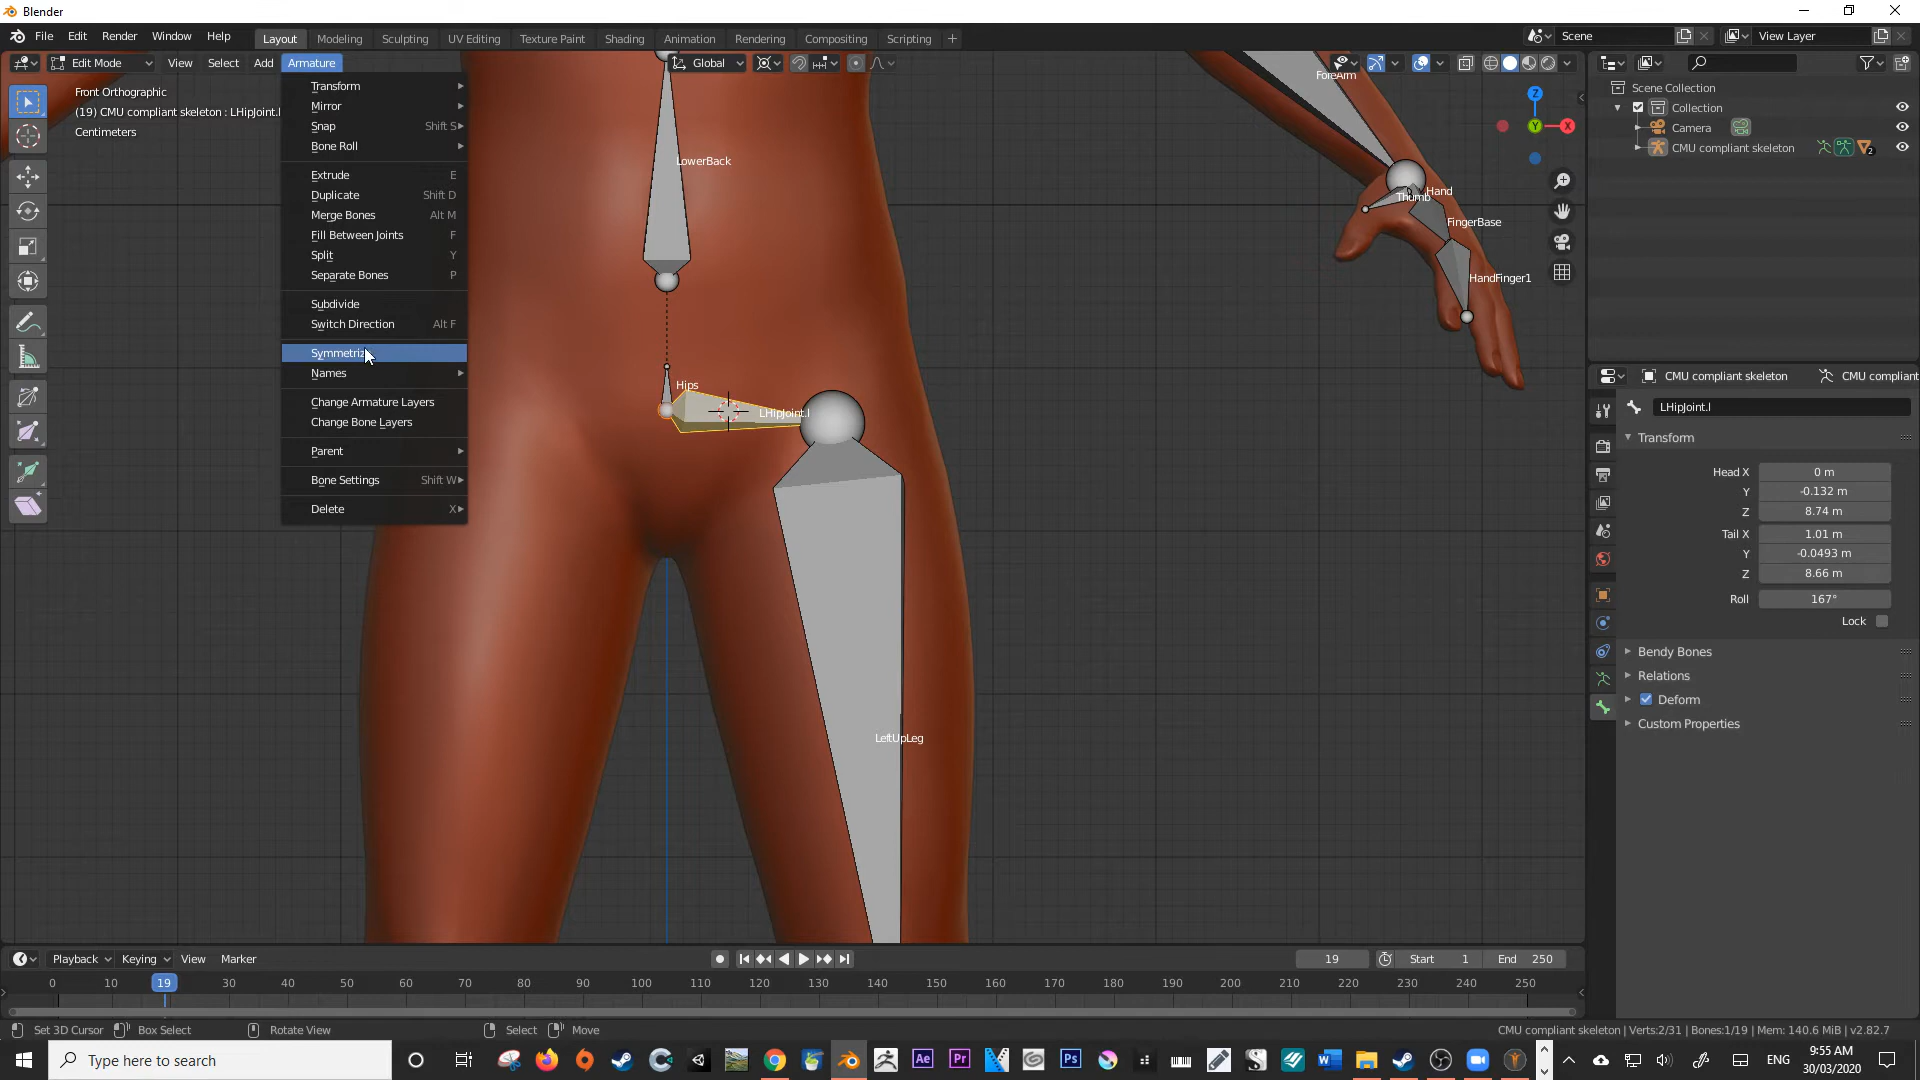 Blender
File Edit Render Window Help Layout Modeling Sculpting UV Editing Texture Paint Shading Animation Rendering Compositing Scripting + Scene View Layer
Edit Mode View Select Add Armature Global
Front Orthographic
(19) CMU compliant skeleton : LHipJoint.l
Centimeters
Transform
Mirror
Snap Shift S
Bone Roll
Extrude E
Duplicate Shift D
Merge Bones Alt M
Fill Between Joints F
Split Y
Separate Bones P
Subdivide
Switch Direction Alt F
Symmetriz
Names
Change Armature Layers
Change Bone Layers
Parent
Bone Settings Shift W
Delete X
LowerBack
Hips
LHipJoint.l
LeftUpLeg
ForeArm
Hand
Thumb
FingerBase
HandFinger1
Z
Y
X
Scene Collection
Collection
Camera
CMU compliant skeleton 2
CMU compliant skeleton CMU compliant
LHipJoint.l
Transform
Head X 0 m
Y -0.132 m
Z 8.74 m
Tail X 1.01 m
Y -0.0493 m
Z 8.66 m
Roll 167°
Lock
Bendy Bones
Relations
Deform
Custom Properties
Playback Keying View Marker 19 Start 1 End 250
0 10 19 30 40 50 60 70 80 90 100 110 120 130 140 150 160 170 180 190 200 210 220 230 240 250
Set 3D Cursor Box Select Rotate View Select Move CMU compliant skeleton | Verts:2/31 | Bones:1/19 | Mem: 140.6 MiB | v2.82.7
Type here to search Ae Pr Ps ENG 9:55 AM
30/03/2020